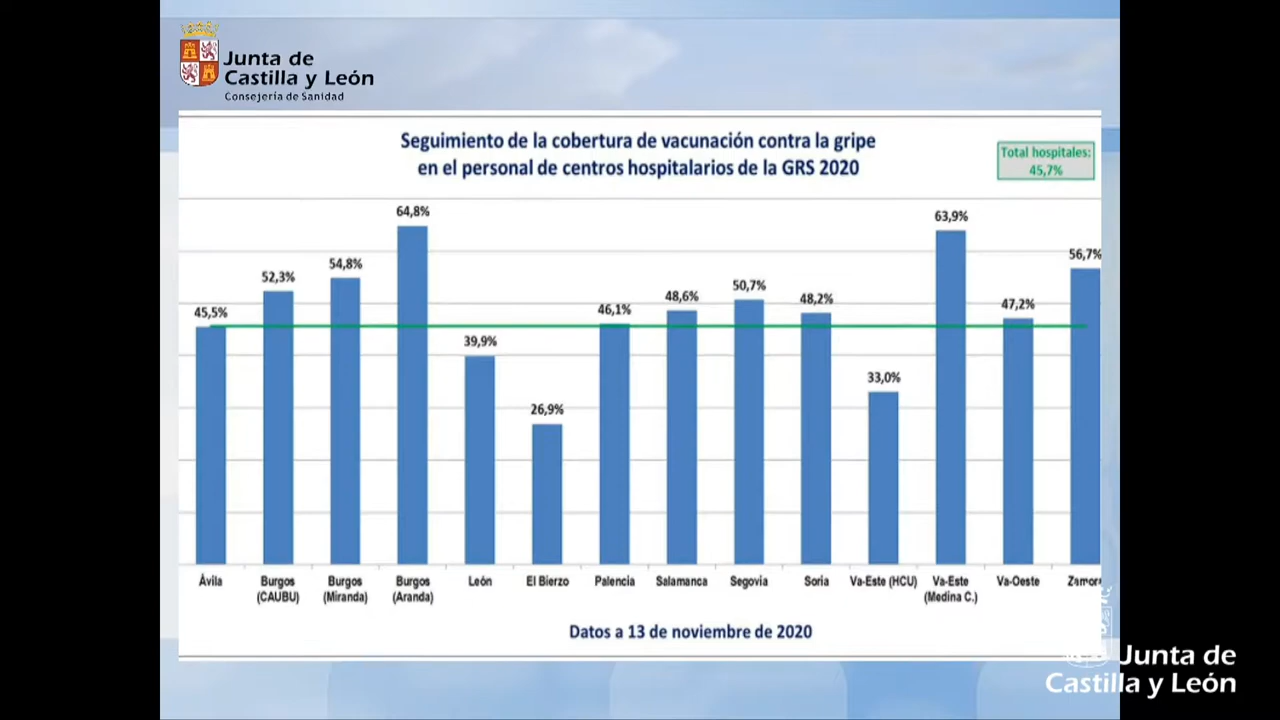 Junta de
Castilla y León
Consejería de Sanidad
Seguimiento de la cobertura de vacunación contra la gripe
en el personal de centros hospitalarios de la GRS 2020
Total hospitales:
45,7%
45,5%
52,3%
54,8%
64,8%
39,9%
26,9%
46,1%
48,6%
50,7%
48,2%
33,0%
63,9%
47,2%
56,7%
Ávila
Burgos
(CAUBU)
Burgos
(Miranda)
Burgos
(Aranda)
León
El Bierzo
Palencia
Salamanca
Segovia
Soria
Va-Este (HCU)
Va-Este
(Medina C.)
Va-Oeste
Zamora
Datos a 13 de noviembre de 2020
Junta de
Castilla y León